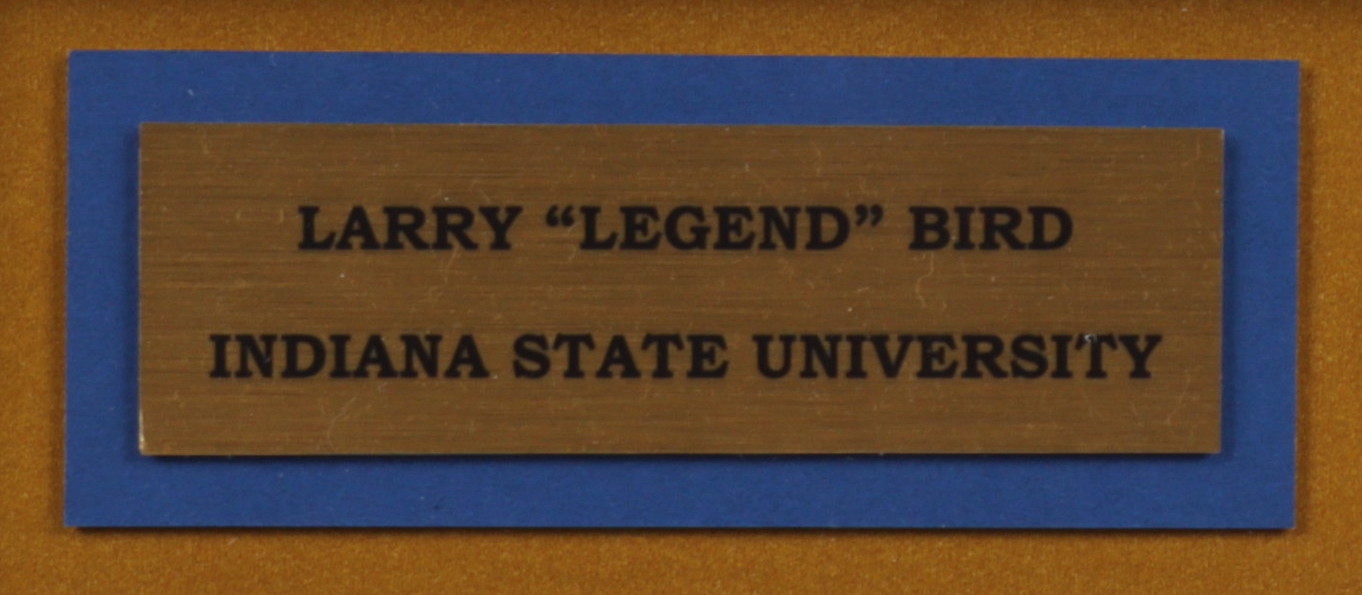 LARRY “LEGEND” BIRD
INDIANA STATE UNIVERSITY